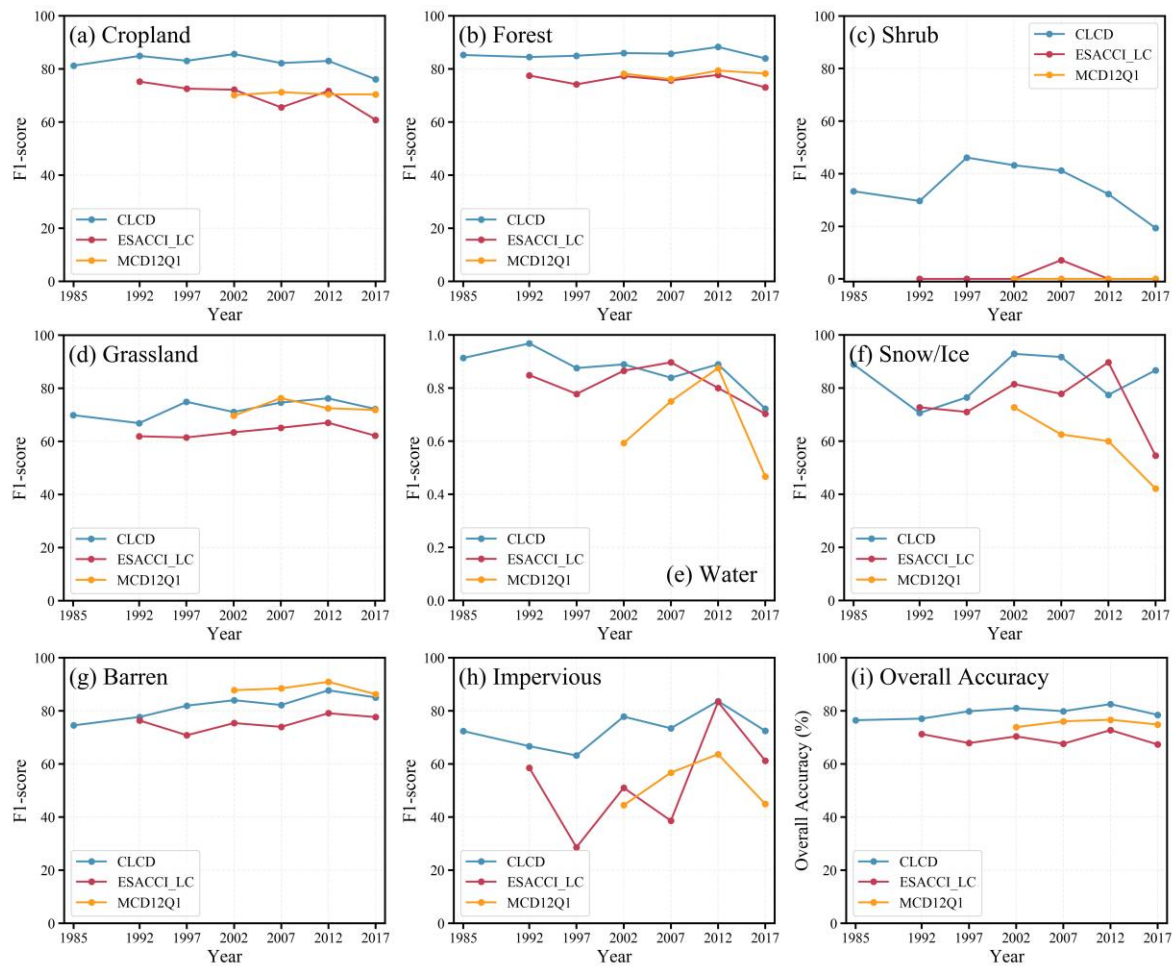 (a) Cropland
F1-score
100
80
60
40
20
0
CLCD
ESACCI_LC
MCD12Q1
1985 1992 1997 2002 2007 2012 2017
Year
(b) Forest
F1-score
100
80
60
40
20
0
CLCD
ESACCI_LC
MCD12Q1
1985 1992 1997 2002 2007 2012 2017
Year
(c) Shrub
F1-score
100
80
60
40
20
0
CLCD
ESACCI_LC
MCD12Q1
1985 1992 1997 2002 2007 2012 2017
Year
(d) Grassland
F1-score
100
80
60
40
20
0
CLCD
ESACCI_LC
MCD12Q1
1985 1992 1997 2002 2007 2012 2017
Year
F1-score
1.0
0.8
0.6
0.4
0.2
0.0
CLCD
ESACCI_LC
MCD12Q1
(e) Water
1985 1992 1997 2002 2007 2012 2017
Year
(f) Snow/Ice
F1-score
100
80
60
40
20
0
CLCD
ESACCI_LC
MCD12Q1
1985 1992 1997 2002 2007 2012 2017
Year
(g) Barren
F1-score
100
80
60
40
20
0
CLCD
ESACCI_LC
MCD12Q1
1985 1992 1997 2002 2007 2012 2017
Year
(h) Impervious
F1-score
100
80
60
40
20
0
CLCD
ESACCI_LC
MCD12Q1
1985 1992 1997 2002 2007 2012 2017
Year
(i) Overall Accuracy
Overall Accuracy (%)
100
80
60
40
20
0
CLCD
ESACCI_LC
MCD12Q1
1985 1992 1997 2002 2007 2012 2017
Year